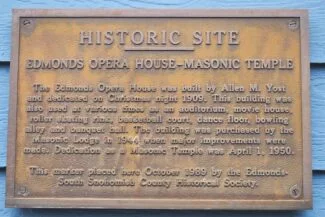 HISTORIC SITE
EDMONDS OPERA HOUSE-MASONIC TEMPLE
The Edmonds Opera House was built by Allen M. Yost
and dedicated on Christmas night 1909. This building was
also used at various times as an auditorium, movie house,
roller skating rink, basketball court, dance floor, bowling
alley and banquet hall. The building was purchased by the
Masonic Lodge in 1944 when major improvements were
made. Dedication as a Masonic Temple was April 1, 1950.
This marker placed here October 1989 by the Edmonds-
South Snohomish County Historical Society.